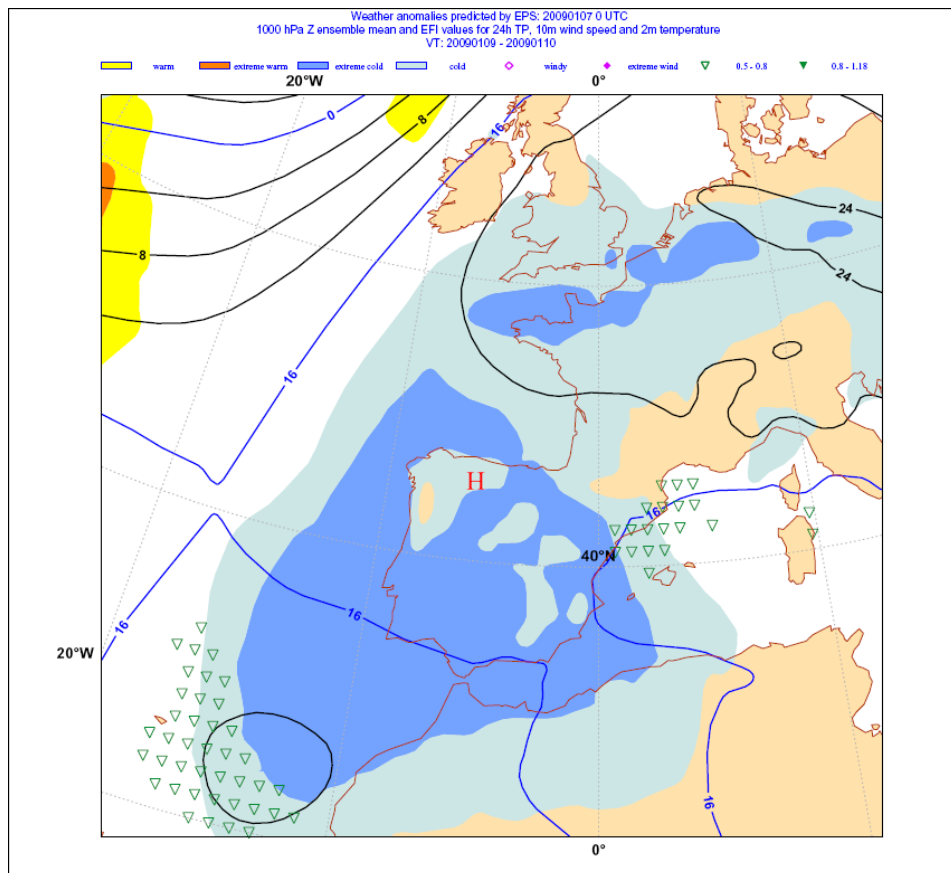 Weather anomalies predicted by EPS: 20090107 0 UTC
1000 hPa Z ensemble mean and EFI values for 24h TP, 10m wind speed and 2m temperature
VT: 20090109 - 20090110
warm extreme warm extreme cold cold windy extreme wind 0.5 - 0.8 0.8 - 1.18
20°W 0°
0 8 16
24
8 24
16
H
16
40°N
16
16
20°W
16
0°